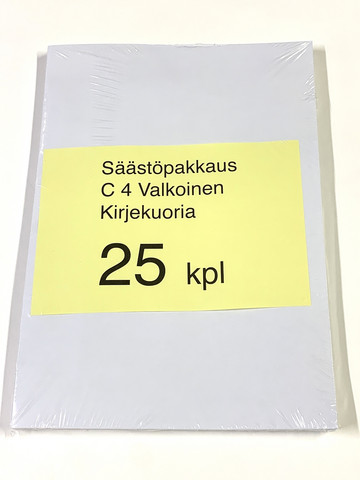 Säästöpakkaus
C 4 Valkoinen
Kirjekuoria
25 kpl